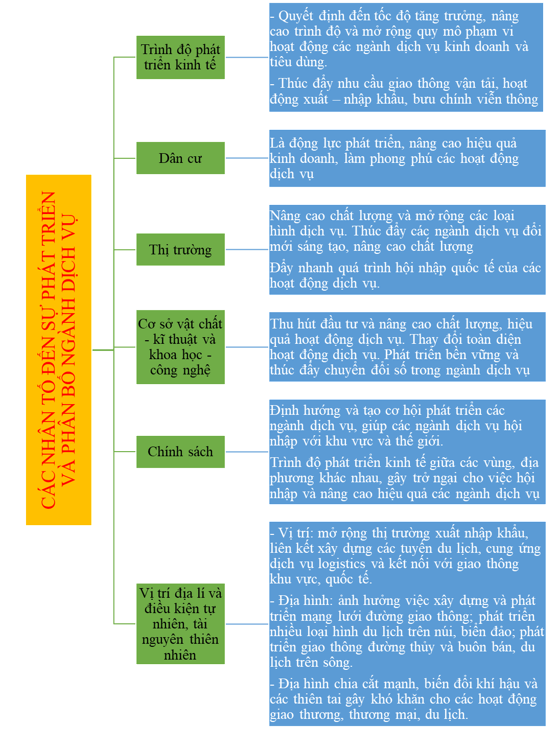 CÁC NHÂN TỐ ĐẾN SỰ PHÁT TRIỂN
VÀ PHÂN BỐ NGÀNH DỊCH VỤ
Trình độ phát
triển kinh tế
- Quyết định đến tốc độ tăng trưởng, nâng
cao trình độ và mở rộng quy mô phạm vi
hoạt động các ngành dịch vụ kinh doanh và
tiêu dùng.
- Thúc đẩy nhu cầu giao thông vận tải, hoạt
động xuất – nhập khẩu, bưu chính viễn thông
Dân cư
Là động lực phát triển, nâng cao hiệu quả
kinh doanh, làm phong phú các hoạt động
dịch vụ
Thị trường
Nâng cao chất lượng và mở rộng các loại
hình dịch vụ. Thúc đẩy các ngành dịch vụ đổi
mới sáng tạo, nâng cao chất lượng
Đẩy nhanh quá trình hội nhập quốc tế của các
hoạt động dịch vụ.
Cơ sở vật chất
- kĩ thuật và
khoa học -
công nghệ
Thu hút đầu tư và nâng cao chất lượng, hiệu
quả hoạt động dịch vụ. Thay đổi toàn diện
hoạt động dịch vụ. Phát triển bền vững và
thúc đẩy chuyển đổi số trong ngành dịch vụ
Chính sách
Định hướng và tạo cơ hội phát triển các
ngành dịch vụ, giúp các ngành dịch vụ hội
nhập với khu vực và thế giới.
Trình độ phát triển kinh tế giữa các vùng, địa
phương khác nhau, gây trở ngại cho việc hội
nhập và nâng cao hiệu quả các ngành dịch vụ
Vị trí địa lí và
điều kiện tự
nhiên, tài
nguyên thiên
nhiên
- Vị trí: mở rộng thị trường xuất nhập khẩu,
liên kết xây dựng các tuyến du lịch, cung ứng
dịch vụ logistics và kết nối với giao thông
khu vực, quốc tế.
- Địa hình: ảnh hưởng việc xây dựng và phát
triển mạng lưới đường giao thông; phát triển
nhiều loại hình du lịch trên núi, biển đảo; phát
triển giao thông đường thủy và buôn bán, du
lịch trên sông.
- Địa hình chia cắt mạnh, biến đổi khí hậu và
các thiên tai gây khó khăn cho các hoạt động
giao thương, thương mại, du lịch.